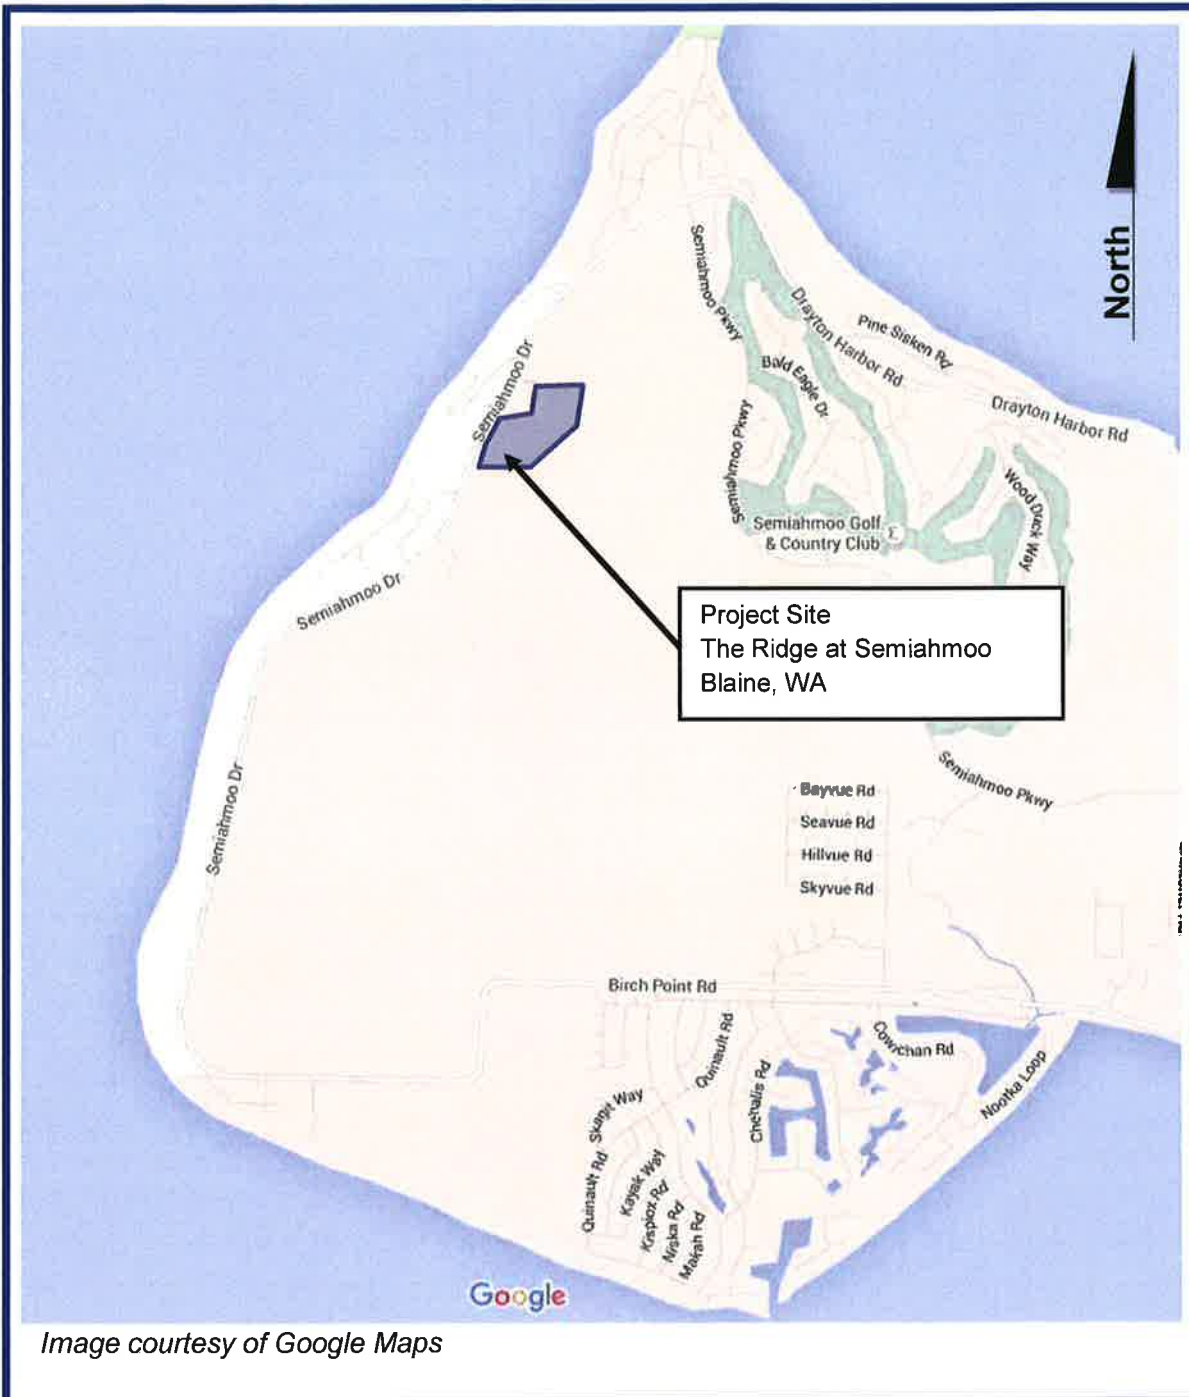 North
Semiahmoo Pkwy
Drayton Harbor Rd
Pine Sisken Rd
Bald Eagle Dr
Semiahmoo Dr
Drayton Harbor Rd
Semiahmoo Pkwy
Wood Duck Way
Semiahmoo Golf
& Country Club
Semiahmoo Dr
Project Site
The Ridge at Semiahmoo
Blaine, WA
Semiahmoo Dr
Semiahmoo Pkwy
Bayvue Rd
Seavue Rd
Hillvue Rd
Skyvue Rd
Birch Point Rd
Quinault Rd
Cowichan Rd
Nootka Loop
Chehalis Rd
Skagit Way
Quinault Rd
Kayak Way
Kispiox Rd
Niska Rd
Makah Rd
Google
Image courtesy of Google Maps